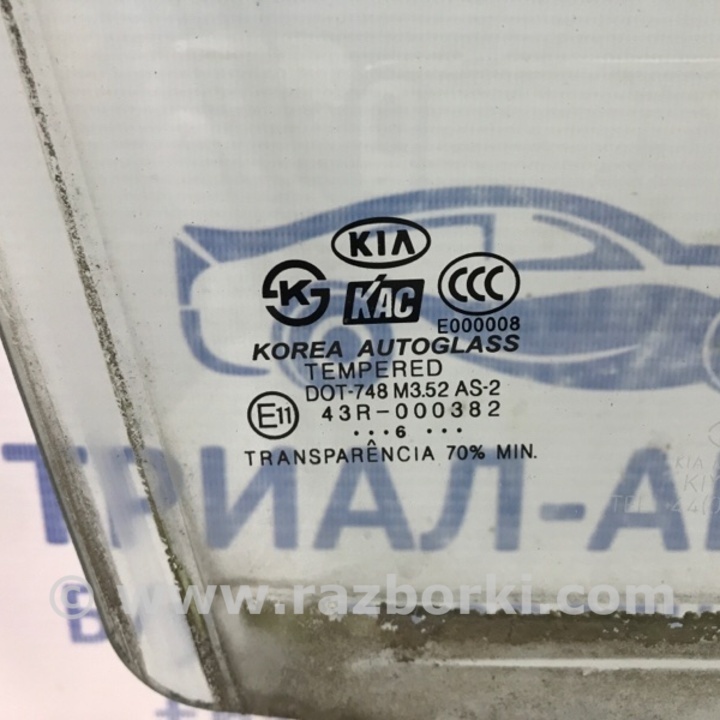 KIA
K KAC CCC
E000008
KOREA AUTOGLASS
TEMPERED
DOT-748 M3.52 AS-2
E11 43R-000382
...6 ...
TRANSPARÊNCIA 70% MIN.
KIA
ТРИАЛ-А
© www.razborki.com